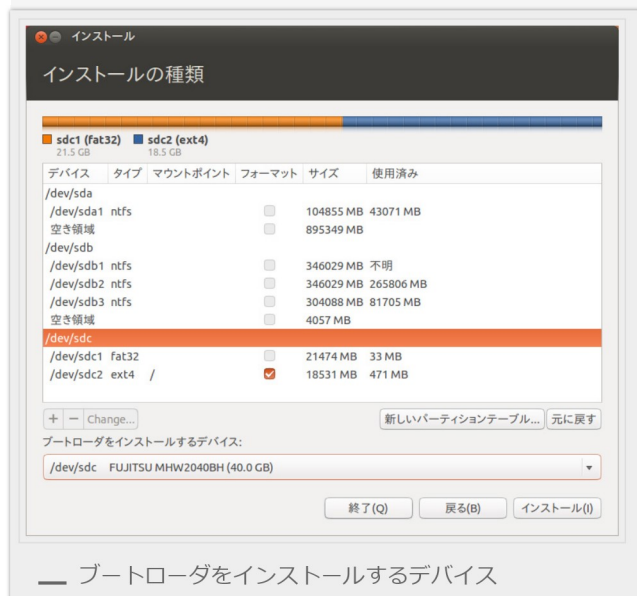 インストール
インストールの種類
sdc1 (fat32) sdc2 (ext4)
21.5 GB 18.5 GB
デバイス タイプ マウントポイント フォーマット サイズ 使用済み
/dev/sda
/dev/sda1 ntfs 104855 MB 43071 MB
空き領域 895349 MB
/dev/sdb
/dev/sdb1 ntfs 346029 MB 不明
/dev/sdb2 ntfs 346029 MB 265806 MB
/dev/sdb3 ntfs 304088 MB 81705 MB
空き領域 4057 MB
/dev/sdc
/dev/sdc1 fat32 21474 MB 33 MB
/dev/sdc2 ext4 / 18531 MB 471 MB
+ − Change... 新しいパーティションテーブル... 元に戻す
ブートローダをインストールするデバイス:
/dev/sdc FUJITSU MHW2040BH (40.0 GB)
終了(Q) 戻る(B) インストール(I)
ブートローダをインストールするデバイス